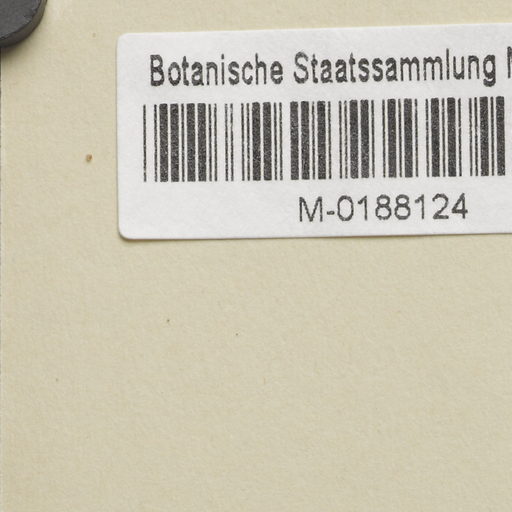 Botanische Staatssammlung
M-0188124